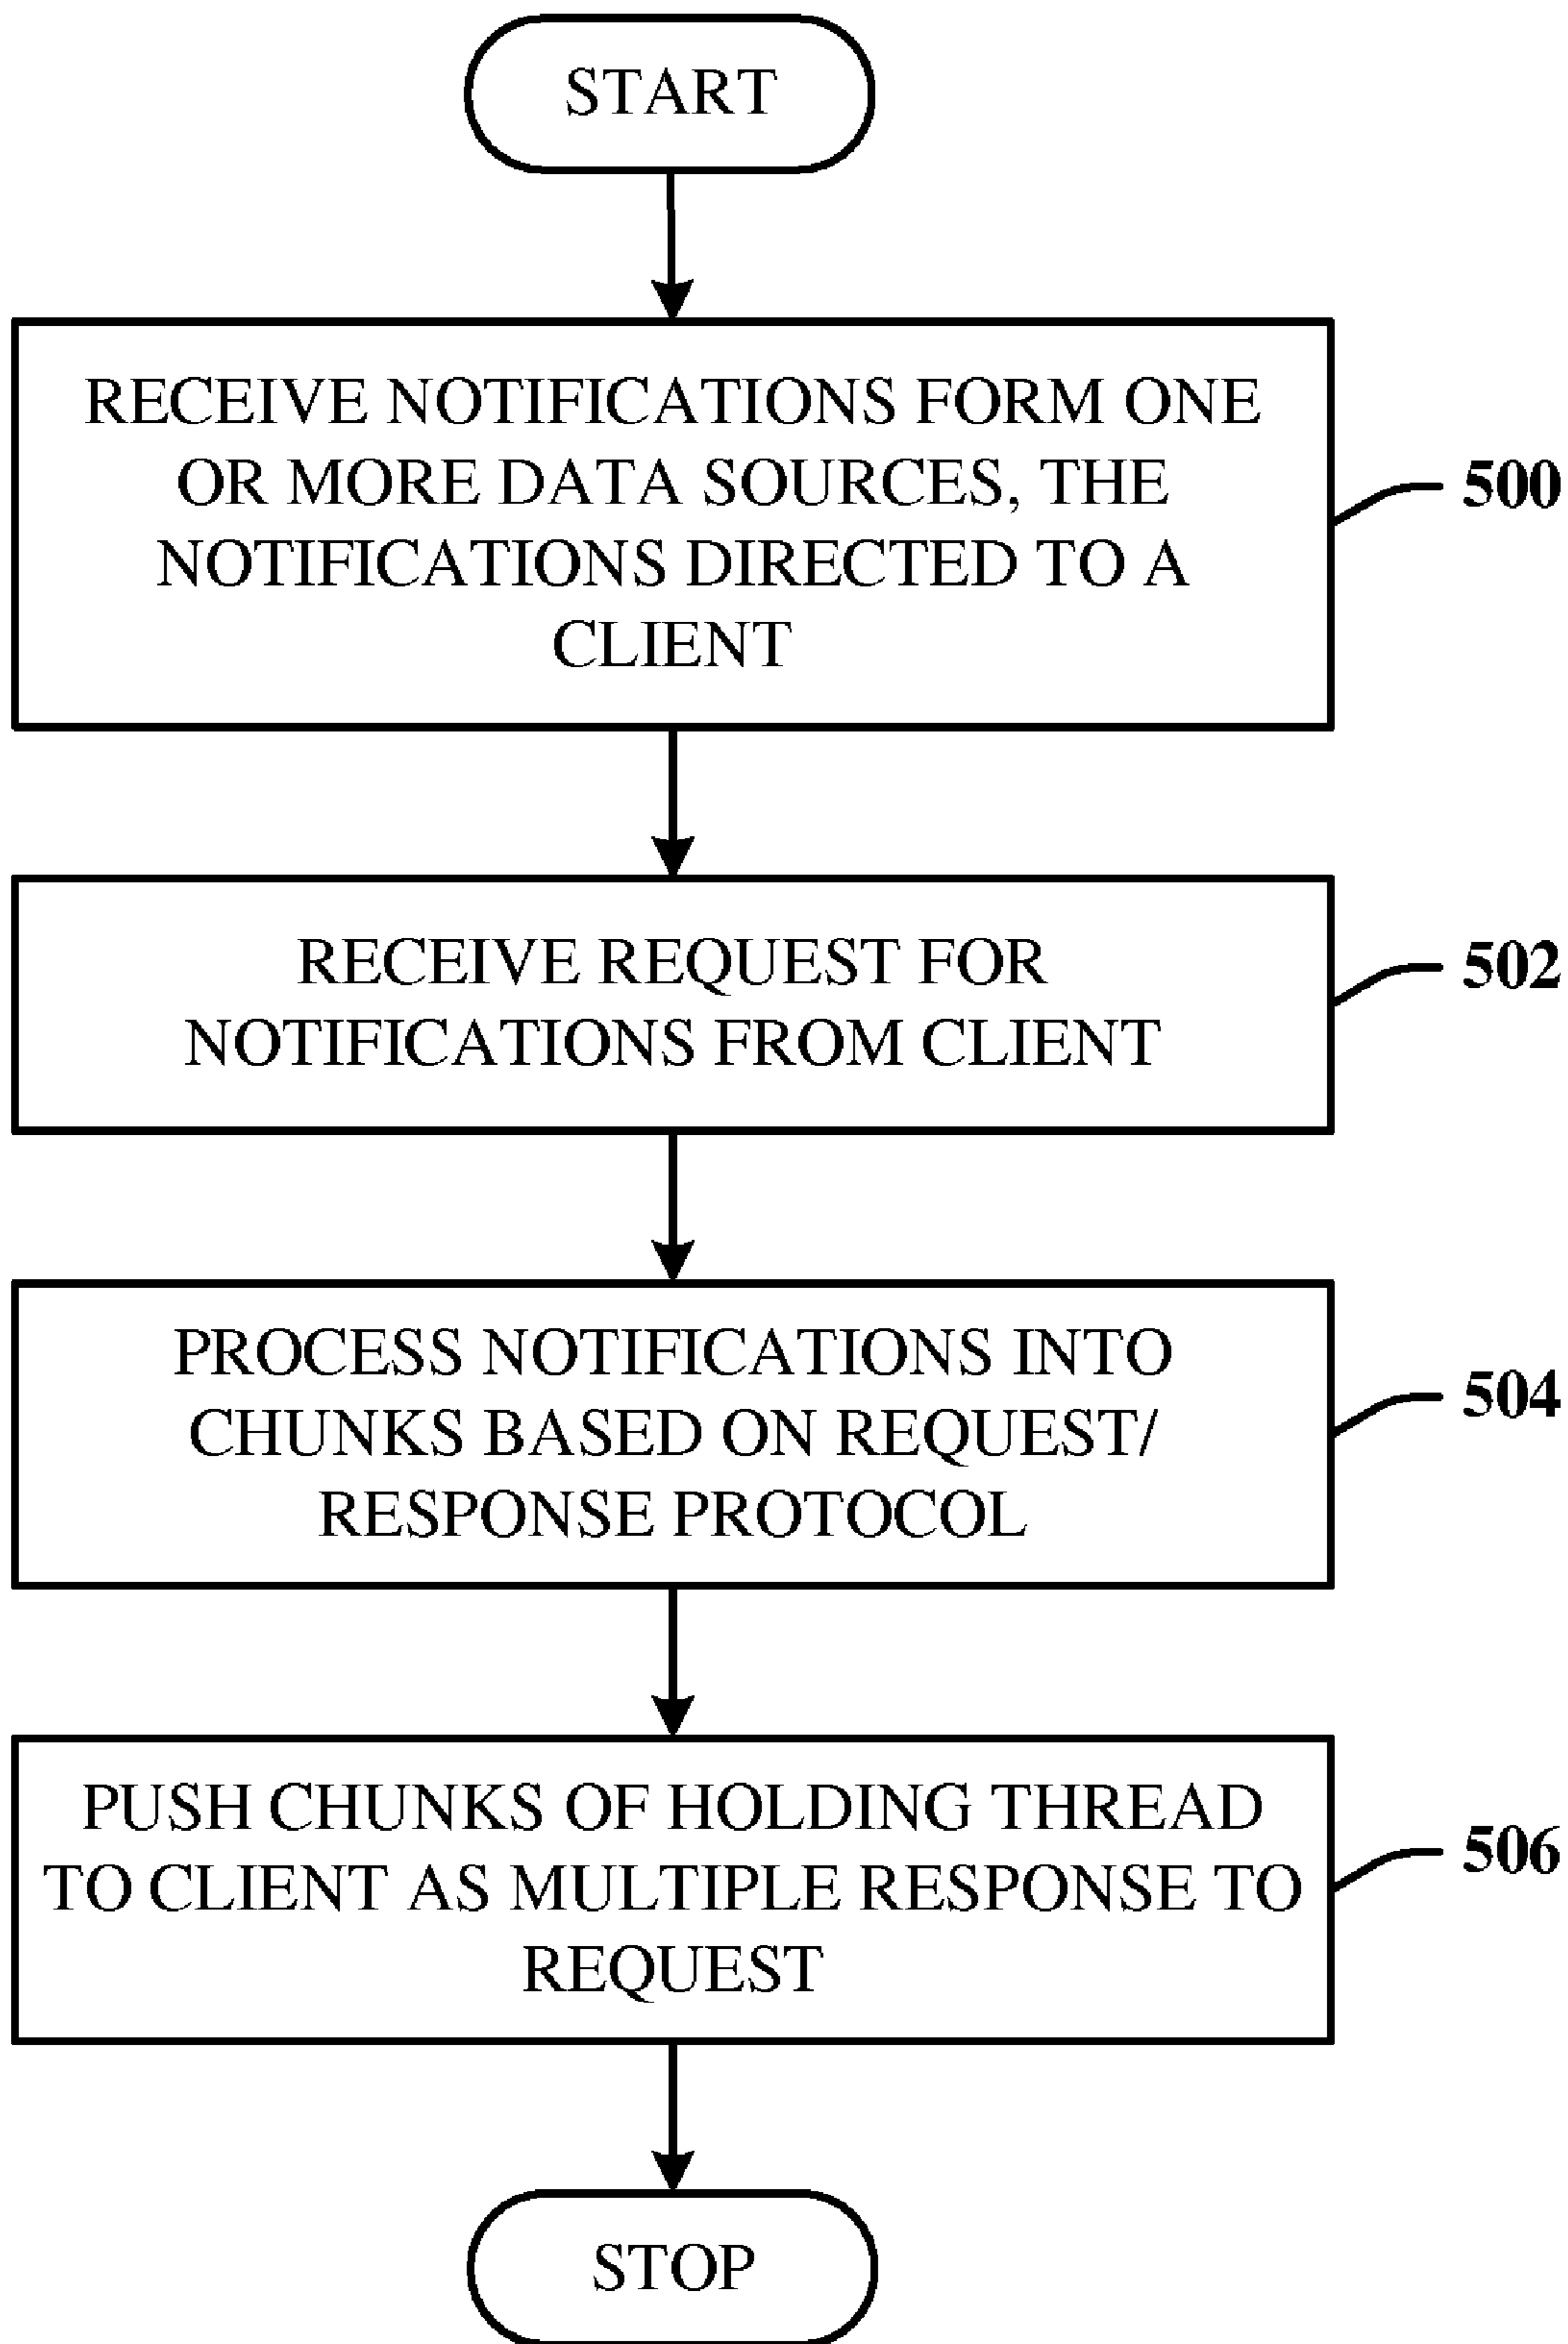 START
RECEIVE NOTIFICATIONS FORM ONE
OR MORE DATA SOURCES, THE
NOTIFICATIONS DIRECTED TO A
CLIENT
500
RECEIVE REQUEST FOR
NOTIFICATIONS FROM CLIENT
502
PROCESS NOTIFICATIONS INTO
CHUNKS BASED ON REQUEST/
RESPONSE PROTOCOL
504
PUSH CHUNKS OF HOLDING THREAD
TO CLIENT AS MULTIPLE RESPONSE TO
REQUEST
506
STOP